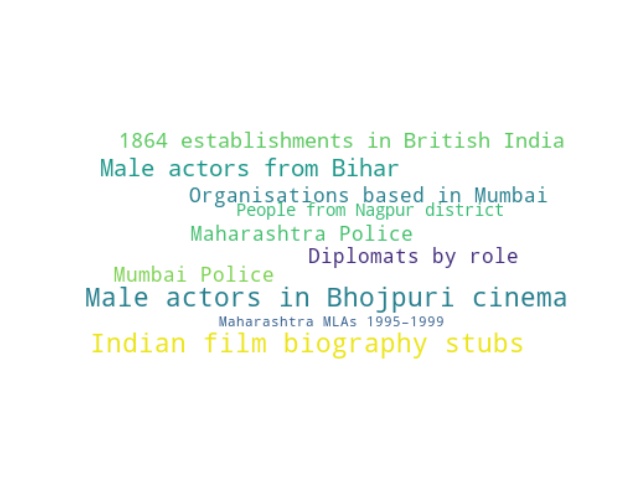 1864 establishments in British India
Male actors from Bihar
Organisations based in Mumbai
People from Nagpur district
Maharashtra Police
Diplomats by role
Mumbai Police
Male actors in Bhojpuri cinema
Maharashtra MLAs 1995–1999
Indian film biography stubs